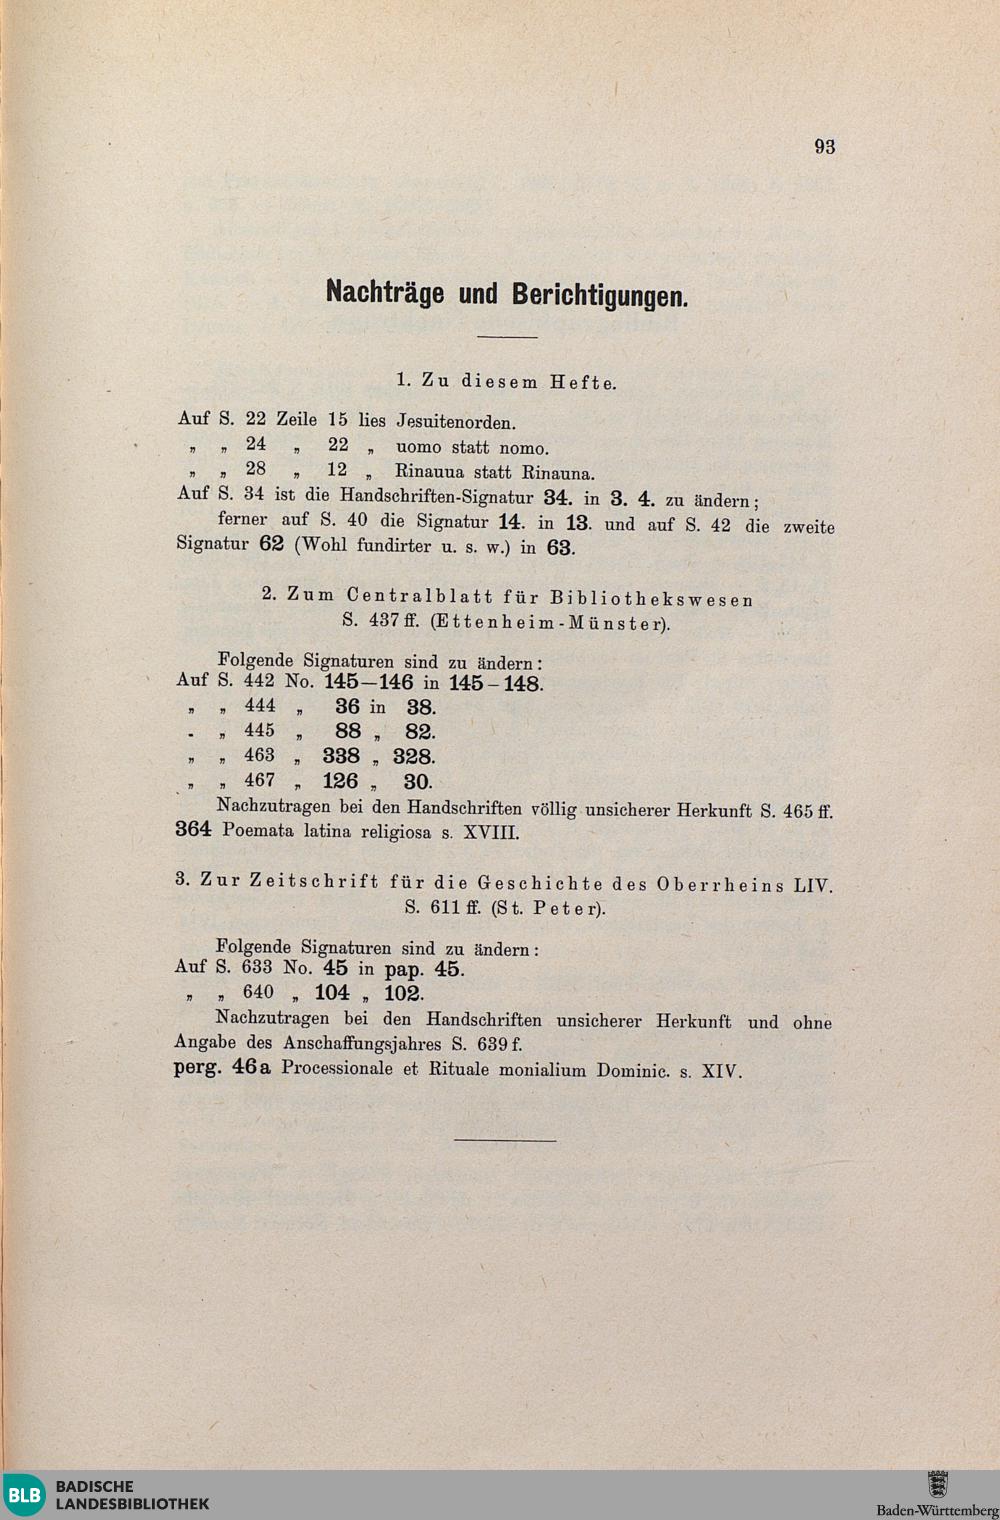 93
Nachträge und Berichtigungen.
1. Zu diesem Hefte.
Auf S. 22 Zeile 15 lies Jesuitenorden.
„ „ 24 „ 22 „ uomo statt nomo.
„ „ 28 „ 12 „ Rinauua statt Rinauna.
Auf S. 34 ist die Handschriften-Signatur 34. in 3. 4. zu ändern;
ferner auf S. 40 die Signatur 14. in 13. und auf S. 42 die zweite
Signatur 62 (Wohl fundirter u. s. w.) in 63.
2. Zum Centralblatt für Bibliothekswesen
S. 437 ff. (Ettenheim-Münster).
Folgende Signaturen sind zu ändern:
Auf S. 442 No. 145—146 in 145–148.
„ „ 444 „ 36 in 38.
„ „ 445 „ 88 „ 82.
„ „ 463 „ 338 „ 328.
„ „ 467 „ 126 „ 30.
Nachzutragen bei den Handschriften völlig unsicherer Herkunft S. 465 ff.
364 Poemata latina religiosa s. XVIII.
3. Zur Zeitschrift für die Geschichte des Oberrheins LIV.
S. 611 ff. (St. Peter).
Folgende Signaturen sind zu ändern:
Auf S. 633 No. 45 in pap. 45.
„ „ 640 „ 104 „ 102.
Nachzutragen bei den Handschriften unsicherer Herkunft und ohne
Angabe des Anschaffungsjahres S. 639 f.
perg. 46a Processionale et Rituale monialium Dominic. s. XIV.
BLB BADISCHE
LANDESBIBLIOTHEK
Baden-Württemberg